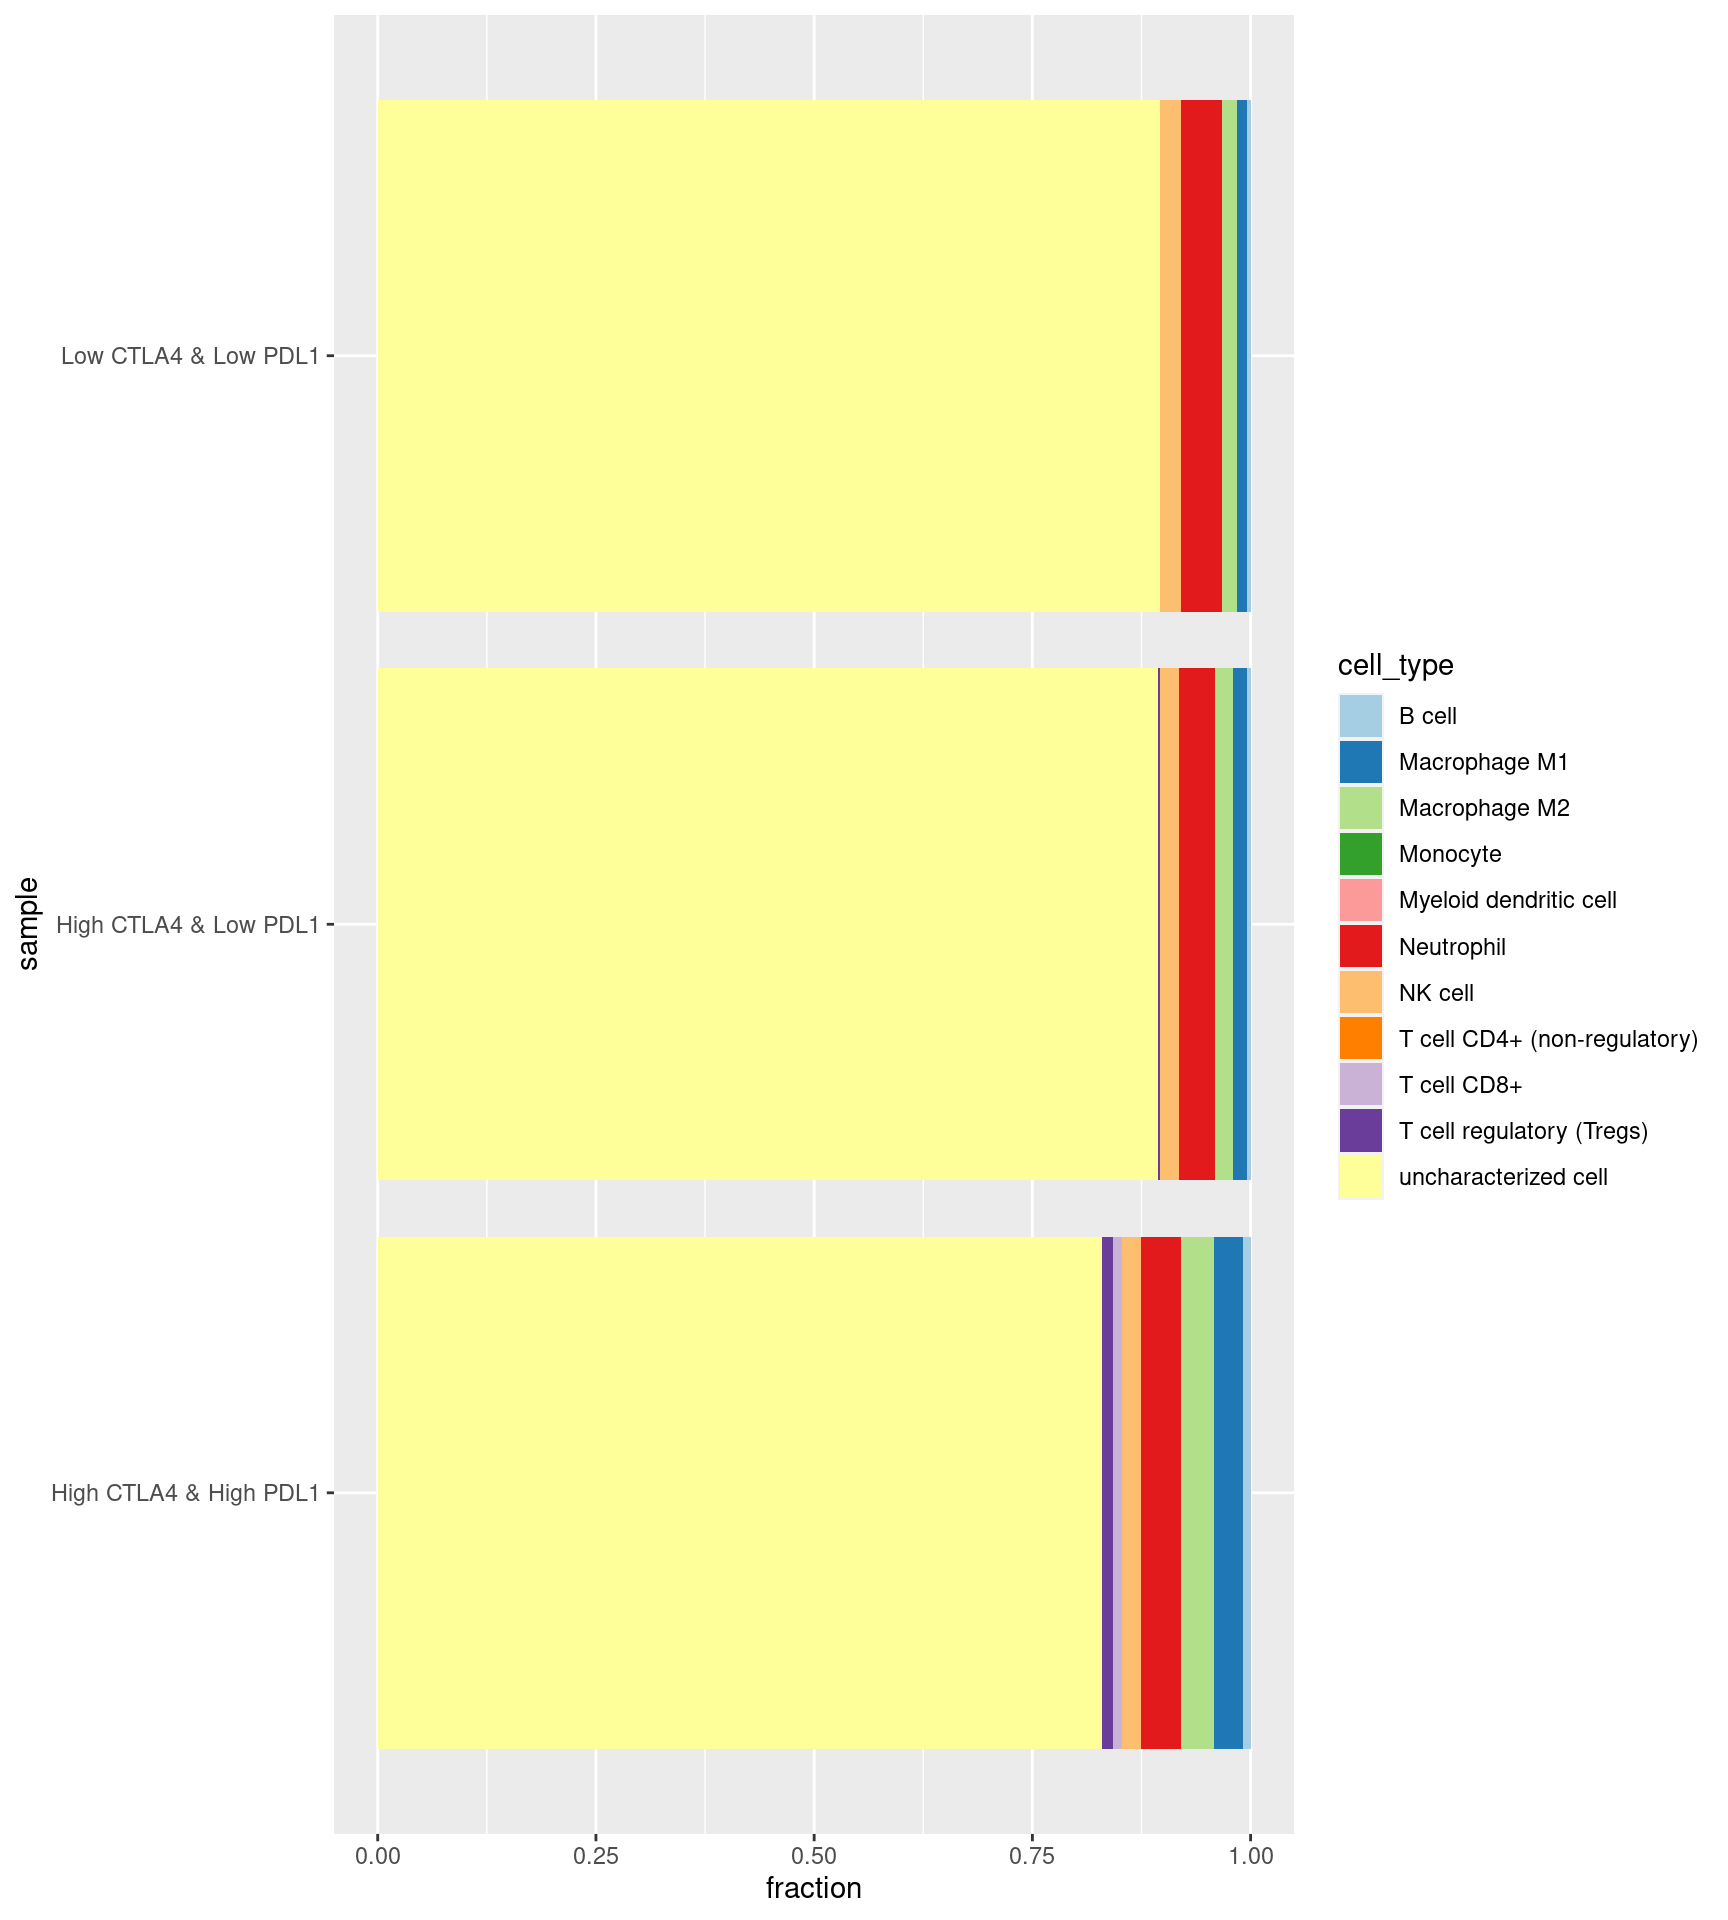 Low CTLA4 & Low PDL1
High CTLA4 & Low PDL1
High CTLA4 & High PDL1
sample
0.00 0.25 0.50 0.75 1.00
fraction
cell_type
B cell
Macrophage M1
Macrophage M2
Monocyte
Myeloid dendritic cell
Neutrophil
NK cell
T cell CD4+ (non-regulatory)
T cell CD8+
T cell regulatory (Tregs)
uncharacterized cell